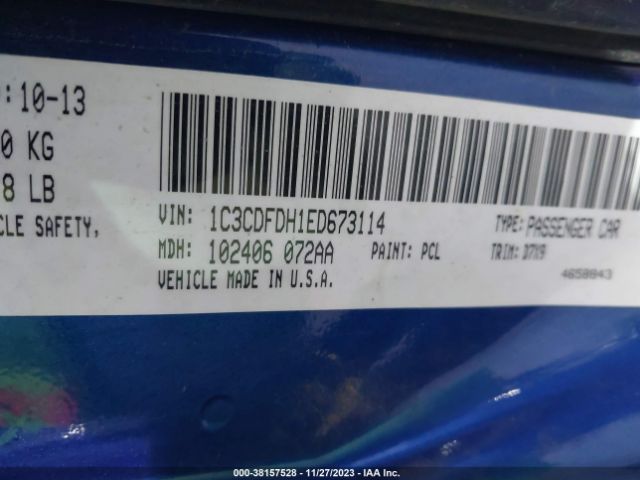 : 10-13
0 KG
8 LB
CLE SAFETY,
VIN: 1C3CDFDH1ED673114
TYPE: PASSENGER CAR
MDH: 102406 072AA PAINT: PCL TRIM: D7X9
VEHICLE MADE IN U.S.A.
4658843
© 000-38157528 — 11/27/2023 — IAA Inc.